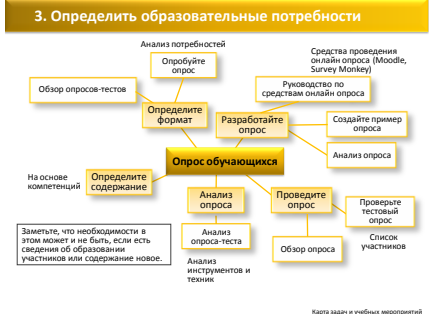 3. Определить образовательные потребности
Анализ потребностей
Опробуйте
опрос
Средства проведения
онлайн опроса (Moodle,
Survey Monkey)
Обзор опросов-тестов
Руководство по
средствам онлайн опроса
Определите
формат
Разработайте
опрос
Создайте пример
опроса
Анализ опроса
Опрос обучающихся
На основе
компетенций
Определите
содержание
Анализ
опроса
Проведите
опрос
Проверьте
тестовый
опрос
Список
участников
Анализ
опроса-теста
Обзор опроса
Анализ
инструментов и
техник
Заметьте, что необходимости в
этом может и не быть, если есть
сведения об образовании
участников или содержание новое.
Карта задач и учебных мероприятий